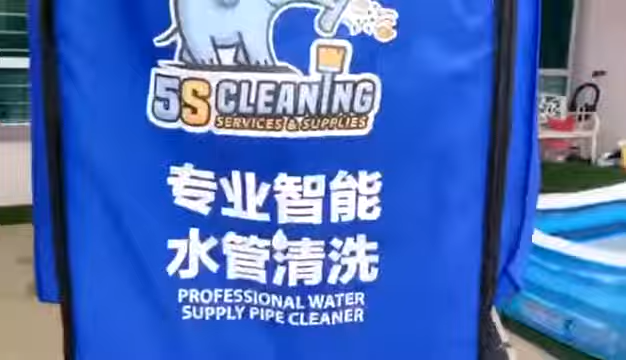 5S CLEANING
SERVICES & SUPPLIES
专业智能
水管清洗
PROFESSIONAL WATER
SUPPLY PIPE CLEANER